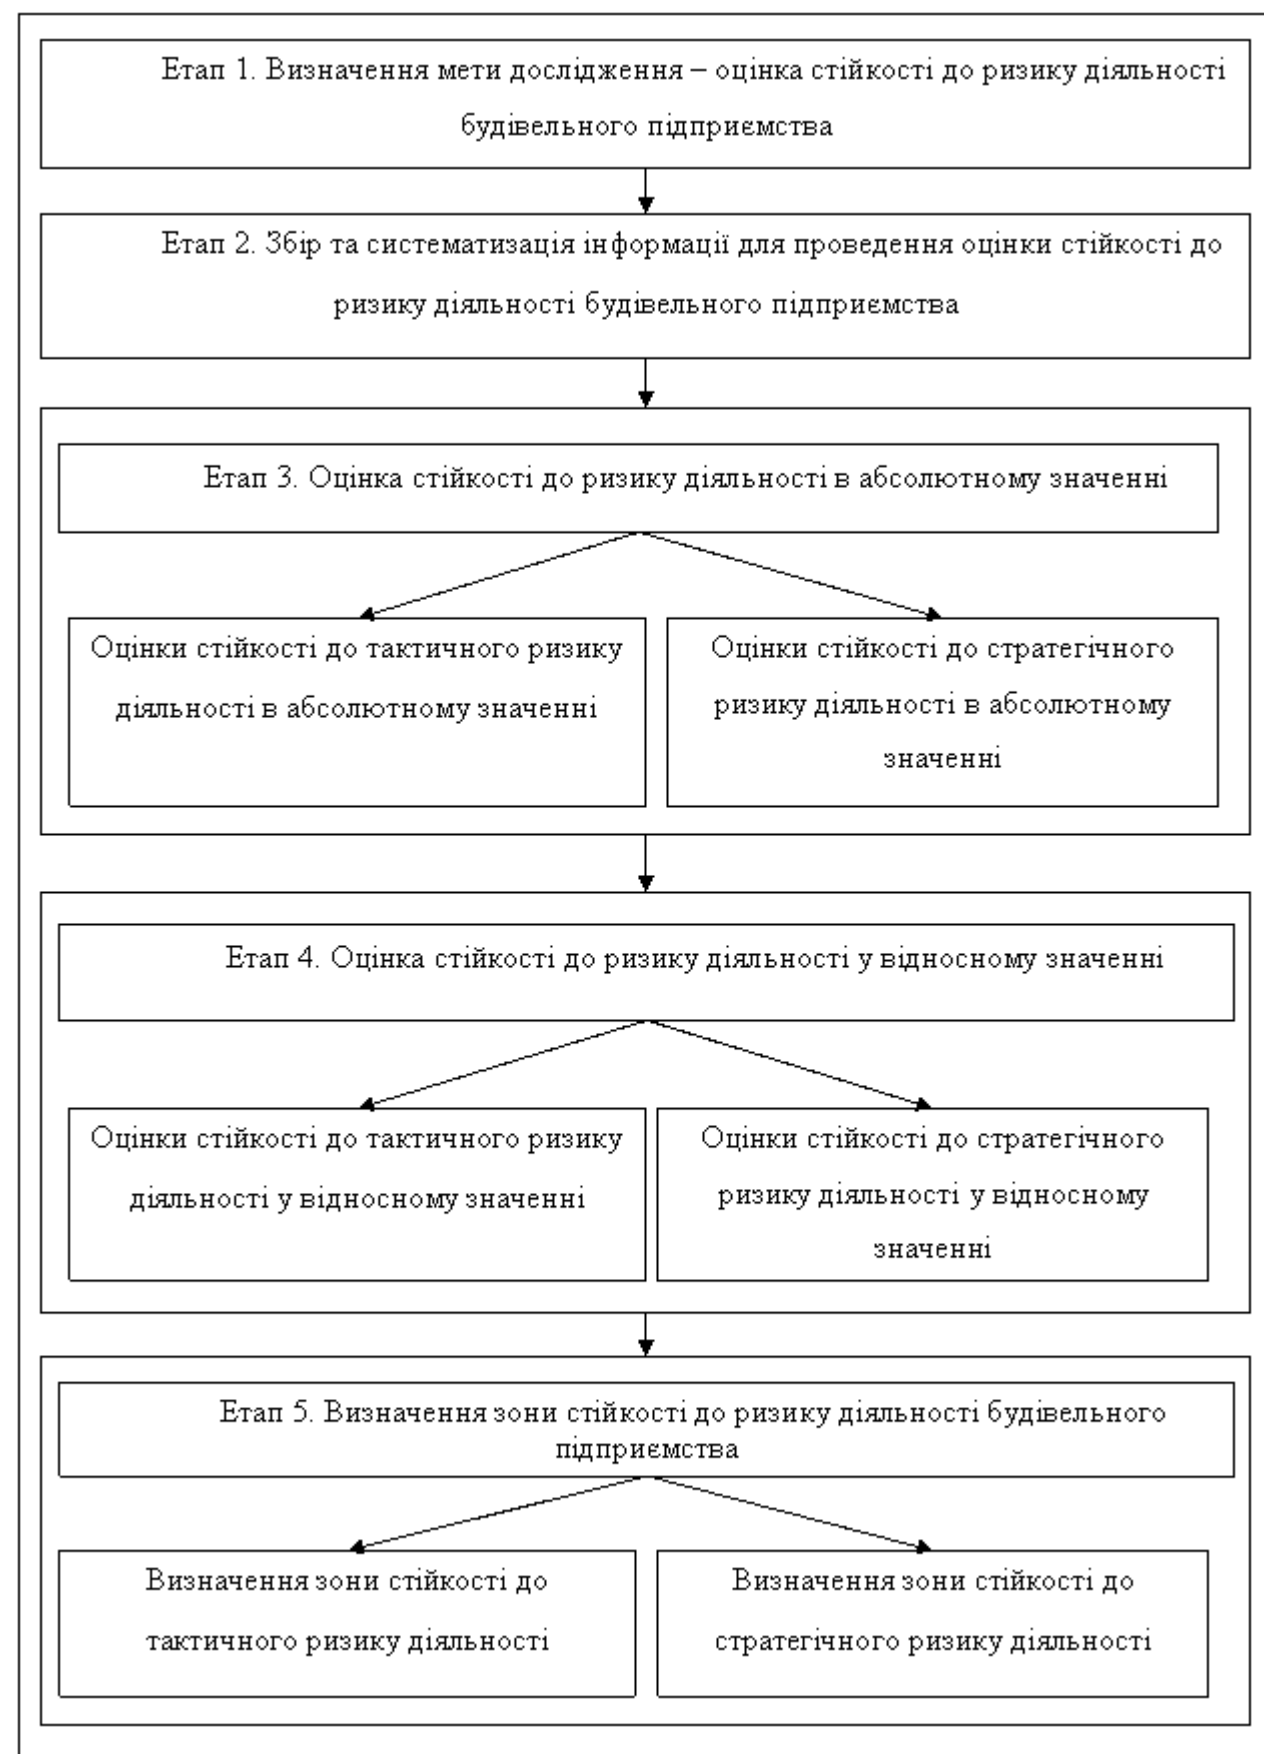 Етап 1. Визначення мети дослідження – оцінка стійкості до ризику діяльності
будівельного підприємства
Етап 2. Збір та систематизація інформації для проведення оцінки стійкості до
ризику діяльності будівельного підприємства
Етап 3. Оцінка стійкості до ризику діяльності в абсолютному значенні
Оцінки стійкості до тактичного ризику
діяльності в абсолютному значенні
Оцінки стійкості до стратегічного
ризику діяльності в абсолютному
значенні
Етап 4. Оцінка стійкості до ризику діяльності у відносному значенні
Оцінки стійкості до тактичного ризику
діяльності у відносному значенні
Оцінки стійкості до стратегічного
ризику діяльності у відносному
значенні
Етап 5. Визначення зони стійкості до ризику діяльності будівельного
підприємства
Визначення зони стійкості до
тактичного ризику діяльності
Визначення зони стійкості до
стратегічного ризику діяльності